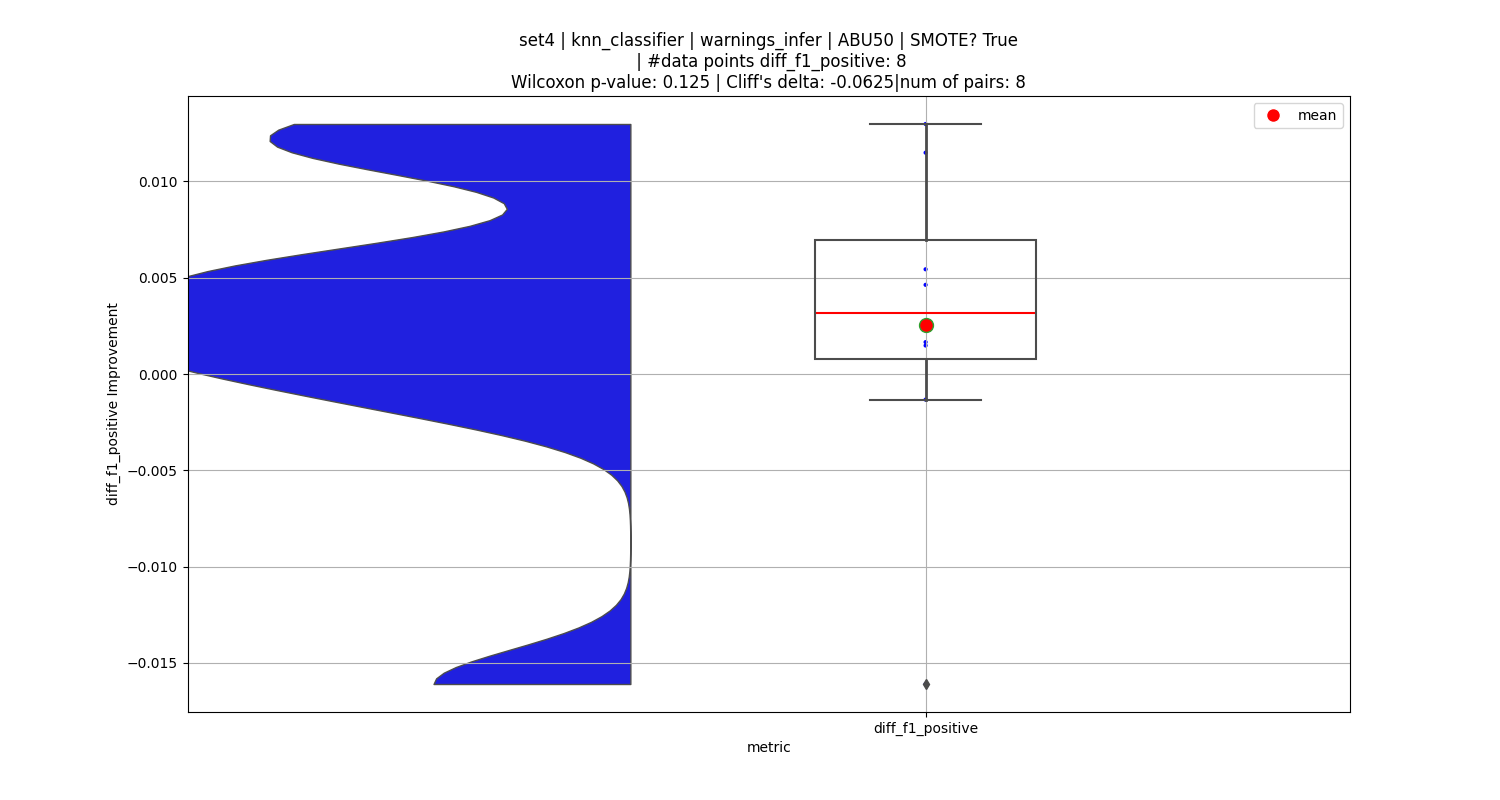 set4 | knn_classifier | warnings_infer | ABU50 | SMOTE? True
| #data points diff_f1_positive: 8
Wilcoxon p-value: 0.125 | Cliff's delta: -0.0625|num of pairs: 8
mean
0.010
0.005
0.000
−0.005
−0.010
−0.015
diff_f1_positive Improvement
diff_f1_positive
metric